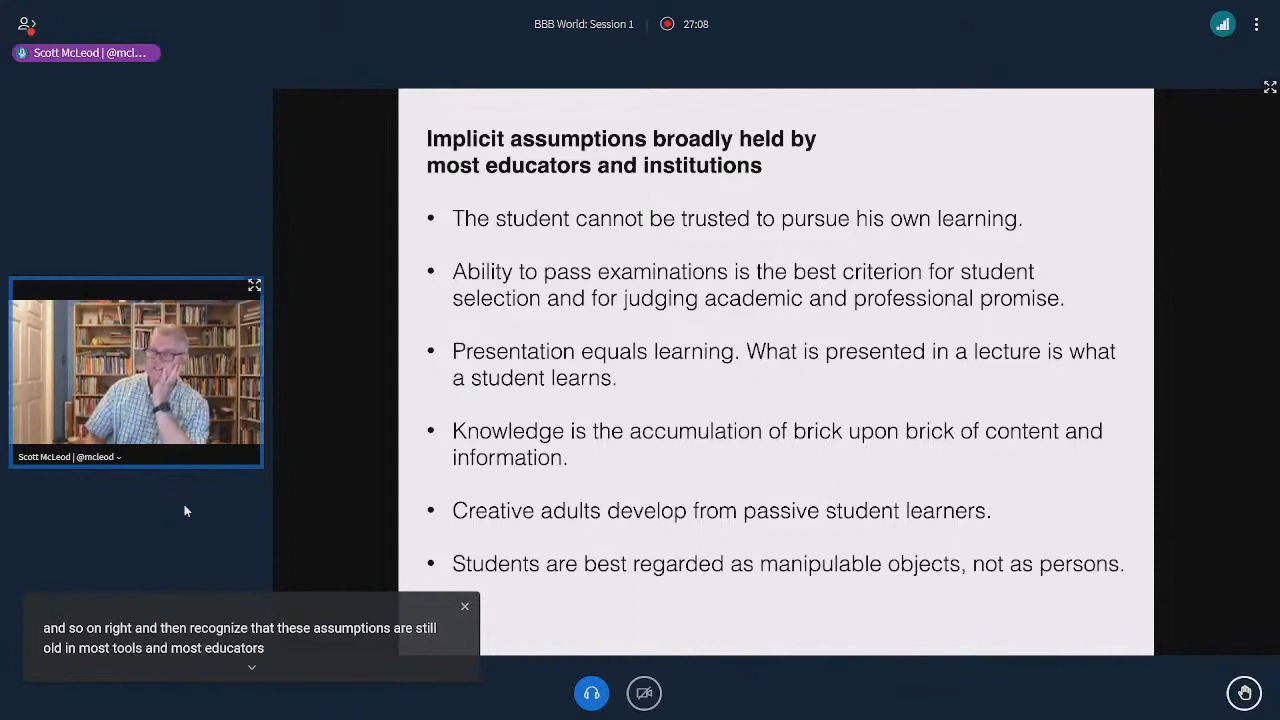 BBB World: Session 1
27:08
Scott McLeod | @mcl...
Implicit assumptions broadly held by
most educators and institutions
• The student cannot be trusted to pursue his own learning.
• Ability to pass examinations is the best criterion for student
selection and for judging academic and professional promise.
• Presentation equals learning. What is presented in a lecture is what
a student learns.
• Knowledge is the accumulation of brick upon brick of content and
information.
• Creative adults develop from passive student learners.
• Students are best regarded as manipulable objects, not as persons.
Scott McLeod | @mcleod
and so on right and then recognize that these assumptions are still
old in most tools and most educators